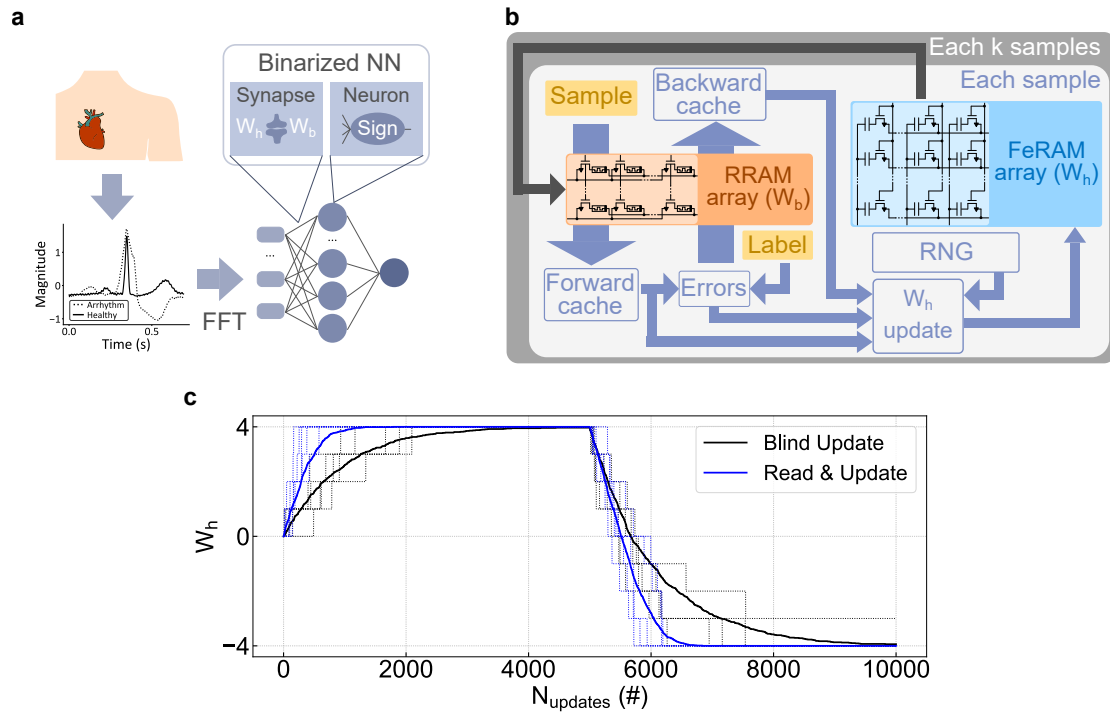 a
Binarized NN
Synapse
Neuron
Wh
Wb
Sign
...
...
Magnitude
1
0
−1
Arrhythm
Healthy
0.0
0.5
Time (s)
FFT
b
Each k samples
Each sample
Sample
Backward
cache
RRAM
array (Wb)
FeRAM
array (Wh)
Label
RNG
Forward
cache
Errors
Wh
update
c
Wh
4
0
−4
Blind Update
Read & Update
0
2000
4000
6000
8000
10000
Nupdates (#)